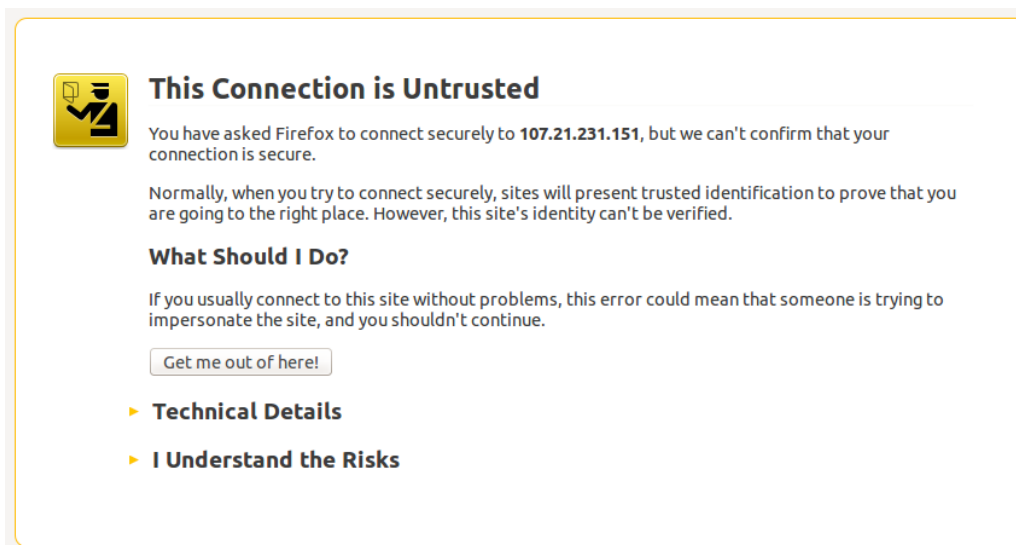 This Connection is Untrusted
You have asked Firefox to connect securely to 107.21.231.151, but we can't confirm that your
connection is secure.
Normally, when you try to connect securely, sites will present trusted identification to prove that you
are going to the right place. However, this site's identity can't be verified.
What Should I Do?
If you usually connect to this site without problems, this error could mean that someone is trying to
impersonate the site, and you shouldn't continue.
Get me out of here!
Technical Details
I Understand the Risks